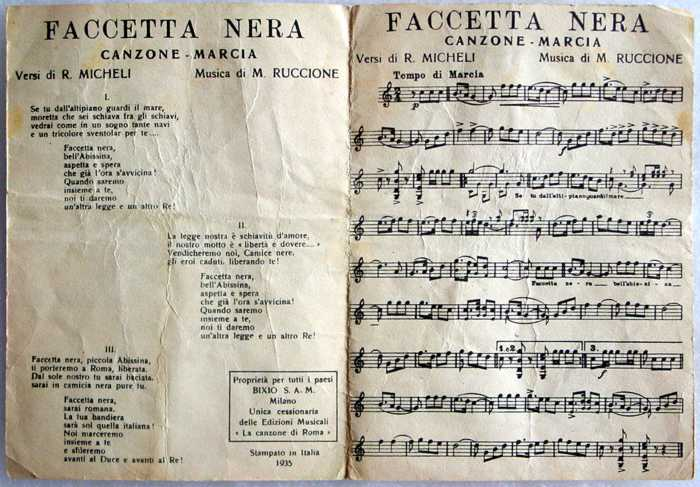 FACCETTA NERA
CANZONE - MARCIA
Versi di R. MICHELI Musica di M. RUCCIONE
I.
Se tu dall'altipiano guardi il mare,
moretta che sei schiava fra gli schiavi,
vedrai come in un sogno tante navi
e un tricolore sventolar per te....
Faccetta nera,
bell'Abissina,
aspetta e spera
che già l'ora s'avvicina!
Quando saremo
insieme a te,
noi ti daremo
un'altra legge e un altro Re!
II.
La legge nostra è schiavitù d'amore,
il nostro motto è « libertà e dovere....»
Vendicheremo noi, Camice nere,
gli eroi caduti, liberando te!
Faccetta nera,
bell'Abissina,
aspetta e spera
che già l'ora s'avvicina!
Quando saremo
insieme a te,
noi ti daremo
un'altra legge e un altro Re!
III.
Faccetta nera, piccola Abissina,
ti porteremo a Roma, liberata.
Dal sole nostro tu sarai baciata,
sarai in camicia nera pure tu.
Faccetta nera,
sarai romana.
La tua bandiera
sarà sol quella italiana!
Noi marceremo
insieme a te
e sfileremo
avanti al Duce e avanti al Re!
Proprietà per tutti i paesi
BIXIO S. A. M.
Milano
Unica cessionaria
delle Edizioni Musicali
« La canzone di Roma »
Stampato in Italia
1935
FACCETTA NERA
CANZONE - MARCIA
Versi di R. MICHELI Musica di M. RUCCIONE
Tempo di Marcia
2 4
p
f
Se tu dall'alti-
pianoguardiilmare
3 3
Faccetta ne - ra bell'abis-si - na
1. e 2. 3.